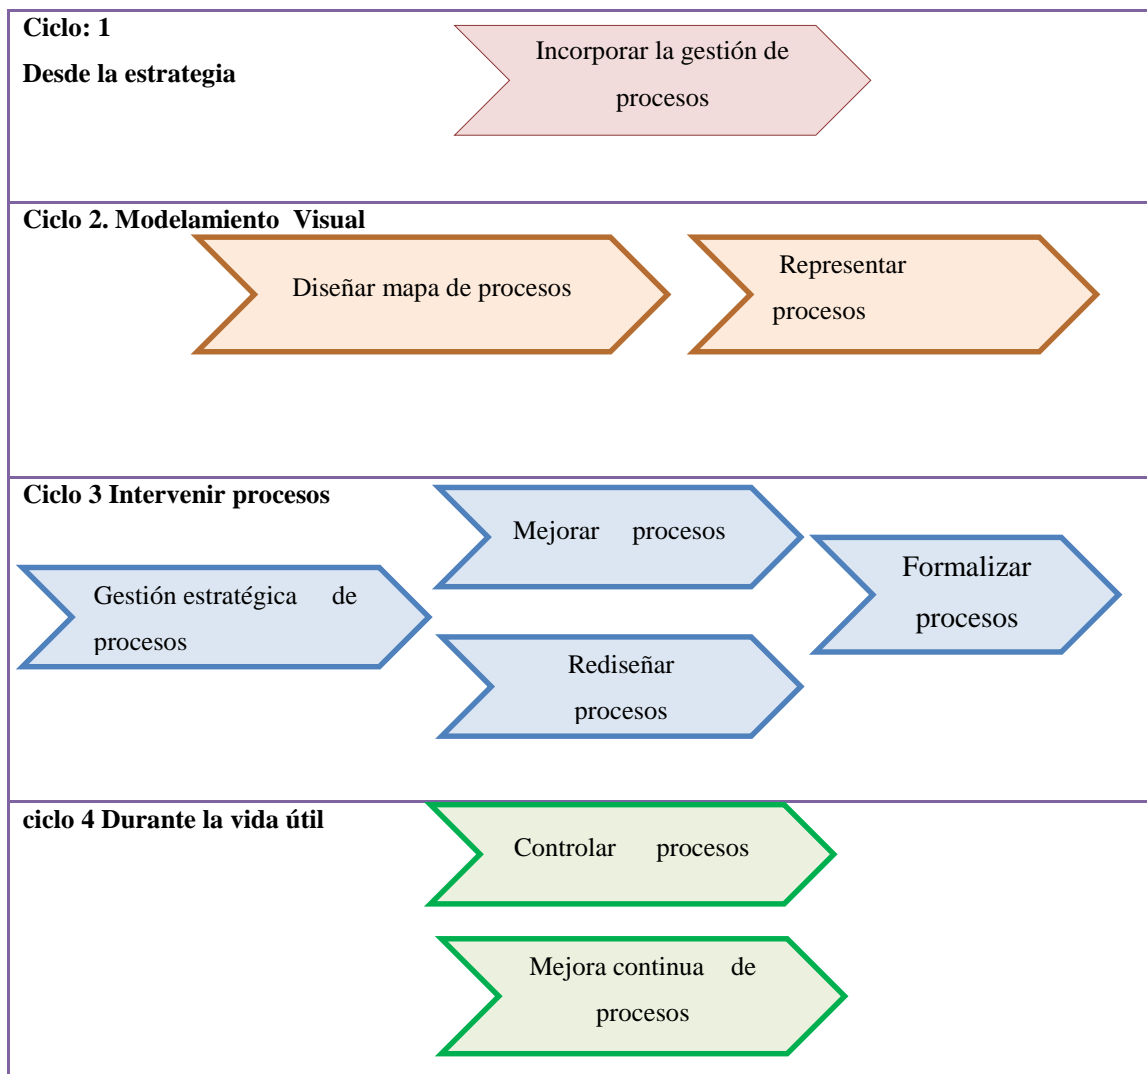 Ciclo: 1
Desde la estrategia
Incorporar la gestión de
procesos
Ciclo 2. Modelamiento Visual
Diseñar mapa de procesos
Representar
procesos
Ciclo 3 Intervenir procesos
Gestión estratégica de
procesos
Mejorar procesos
Rediseñar
procesos
Formalizar
procesos
ciclo 4 Durante la vida útil
Controlar procesos
Mejora continua de
procesos